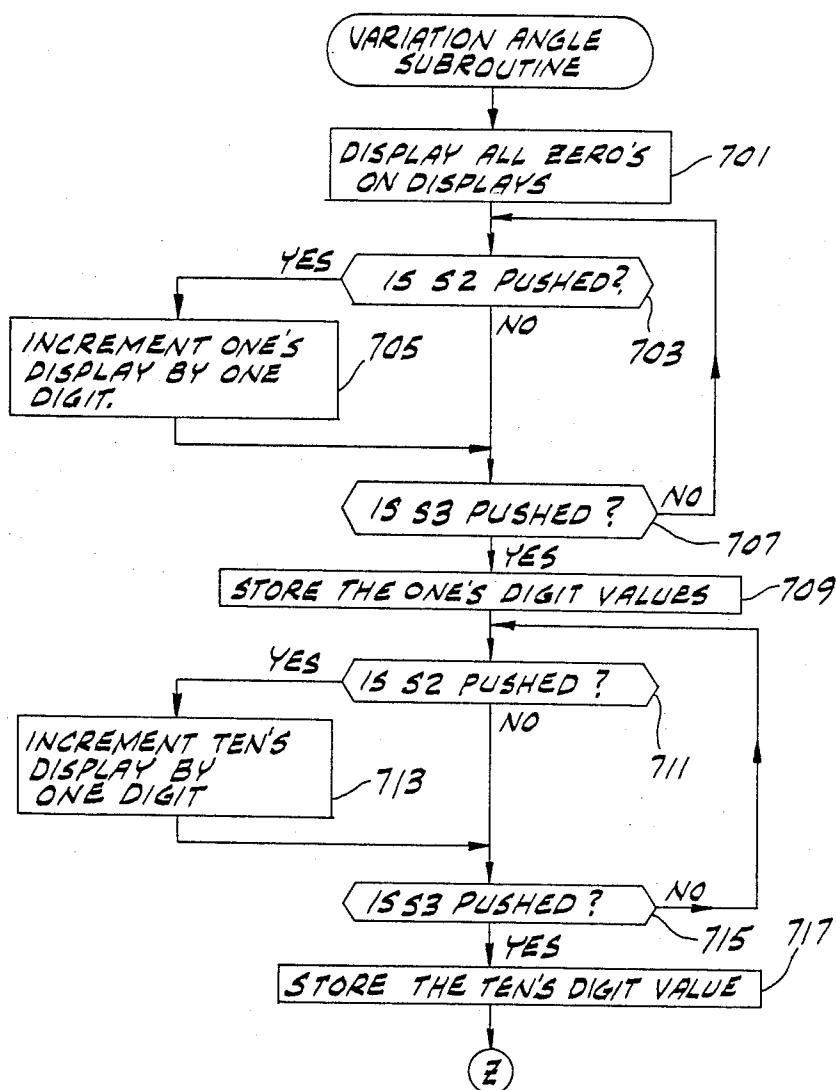 VARIATION ANGLE
SUBROUTINE
DISPLAY ALL ZERO'S
ON DISPLAYS
701
YES
IS S2 PUSHED?
NO
703
INCREMENT ONE'S
DISPLAY BY ONE
DIGIT.
705
IS S3 PUSHED?
NO
707
YES
STORE THE ONE'S DIGIT VALUES
709
YES
IS S2 PUSHED?
NO
711
INCREMENT TEN'S
DISPLAY BY
ONE DIGIT
713
IS S3 PUSHED?
NO
715
717
YES
STORE THE TEN'S DIGIT VALUE
Z